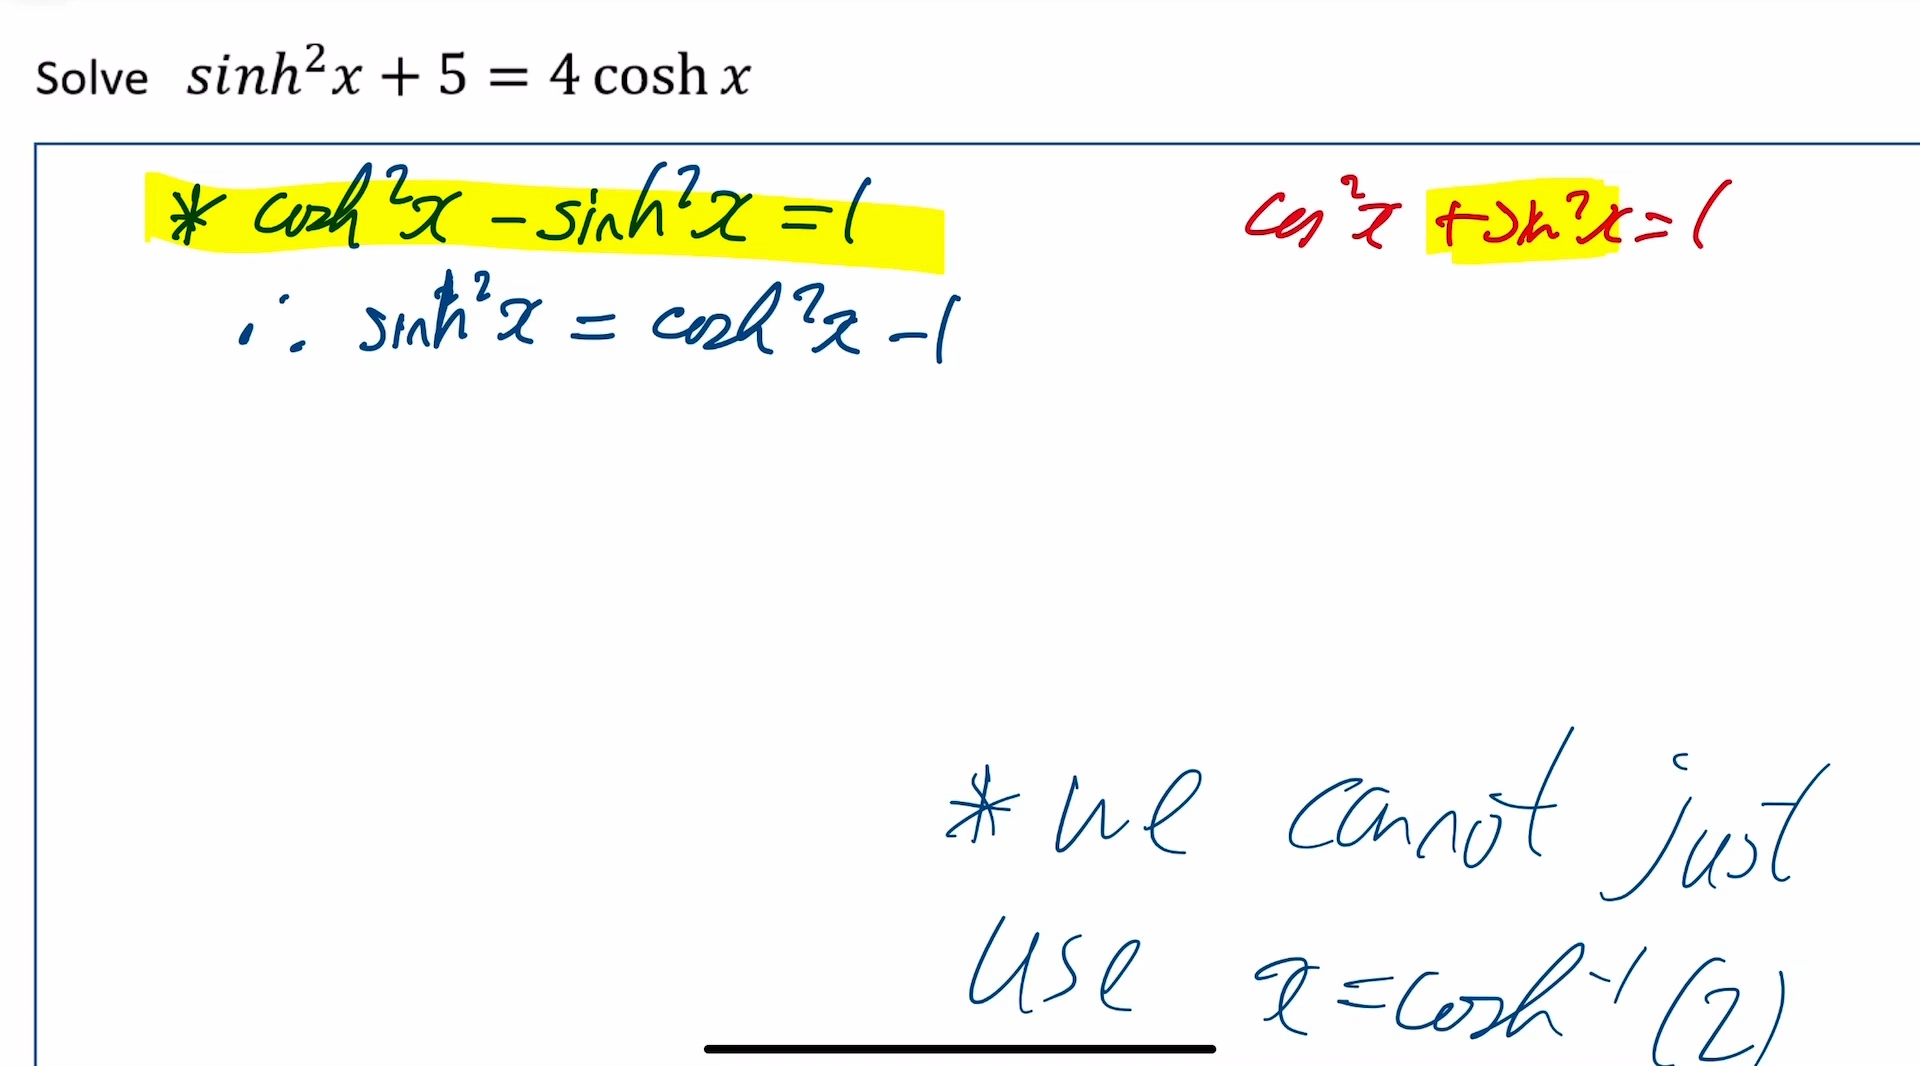 Solve sinh²x + 5 = 4 cosh x
* cosh²x - sinh²x = 1
cos²x + sin²x = 1
∴ sinh²x = cosh²x - 1
* we cannot just
use x = cosh⁻¹(2)